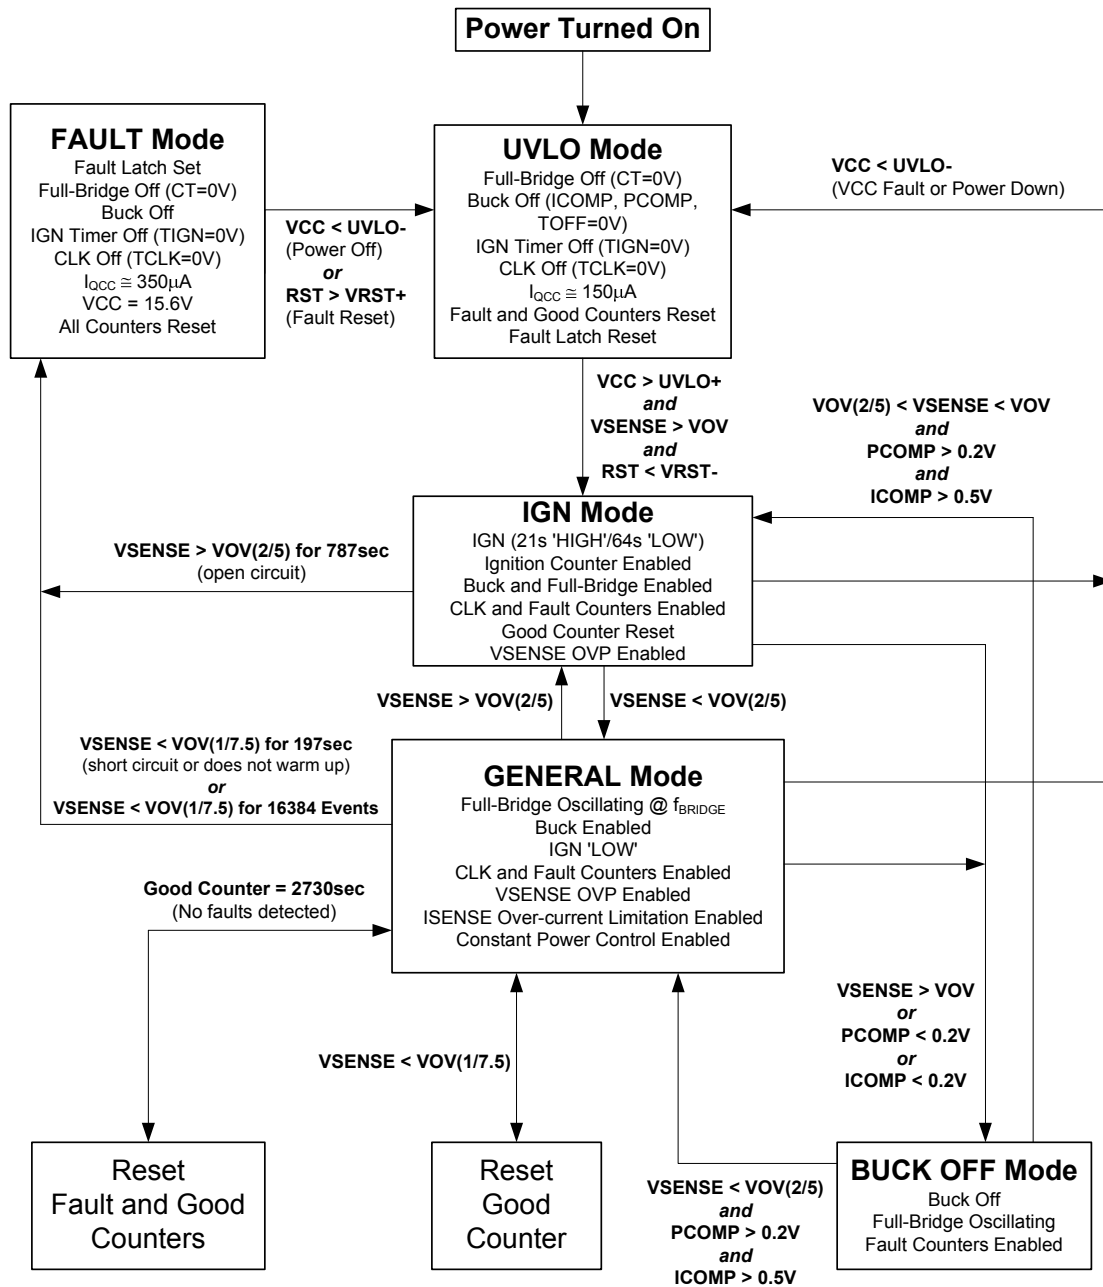 Power Turned On
FAULT Mode
Fault Latch Set
Full-Bridge Off (CT=0V)
Buck Off
IGN Timer Off (TIGN=0V)
CLK Off (TCLK=0V)
IQCC ≅ 350μA
VCC = 15.6V
All Counters Reset
VCC < UVLO-
(Power Off)
or
RST > VRST+
(Fault Reset)
UVLO Mode
Full-Bridge Off (CT=0V)
Buck Off (ICOMP, PCOMP,
TOFF=0V)
IGN Timer Off (TIGN=0V)
CLK Off (TCLK=0V)
IQCC ≅ 150μA
Fault and Good Counters Reset
Fault Latch Reset
VCC < UVLO-
(VCC Fault or Power Down)
VCC > UVLO+
and
VSENSE > VOV
and
RST < VRST-
VOV(2/5) < VSENSE < VOV
and
PCOMP > 0.2V
and
ICOMP > 0.5V
VSENSE > VOV(2/5) for 787sec
(open circuit)
IGN Mode
IGN (21s 'HIGH'/64s 'LOW')
Ignition Counter Enabled
Buck and Full-Bridge Enabled
CLK and Fault Counters Enabled
Good Counter Reset
VSENSE OVP Enabled
VSENSE > VOV(2/5)
VSENSE < VOV(2/5)
VSENSE < VOV(1/7.5) for 197sec
(short circuit or does not warm up)
or
VSENSE < VOV(1/7.5) for 16384 Events
GENERAL Mode
Full-Bridge Oscillating @ fBRIDGE
Buck Enabled
IGN 'LOW'
CLK and Fault Counters Enabled
VSENSE OVP Enabled
ISENSE Over-current Limitation Enabled
Constant Power Control Enabled
Good Counter = 2730sec
(No faults detected)
VSENSE < VOV(1/7.5)
VSENSE > VOV
or
PCOMP < 0.2V
or
ICOMP < 0.2V
Reset
Fault and Good
Counters
Reset
Good
Counter
VSENSE < VOV(2/5)
and
PCOMP > 0.2V
and
ICOMP > 0.5V
BUCK OFF Mode
Buck Off
Full-Bridge Oscillating
Fault Counters Enabled